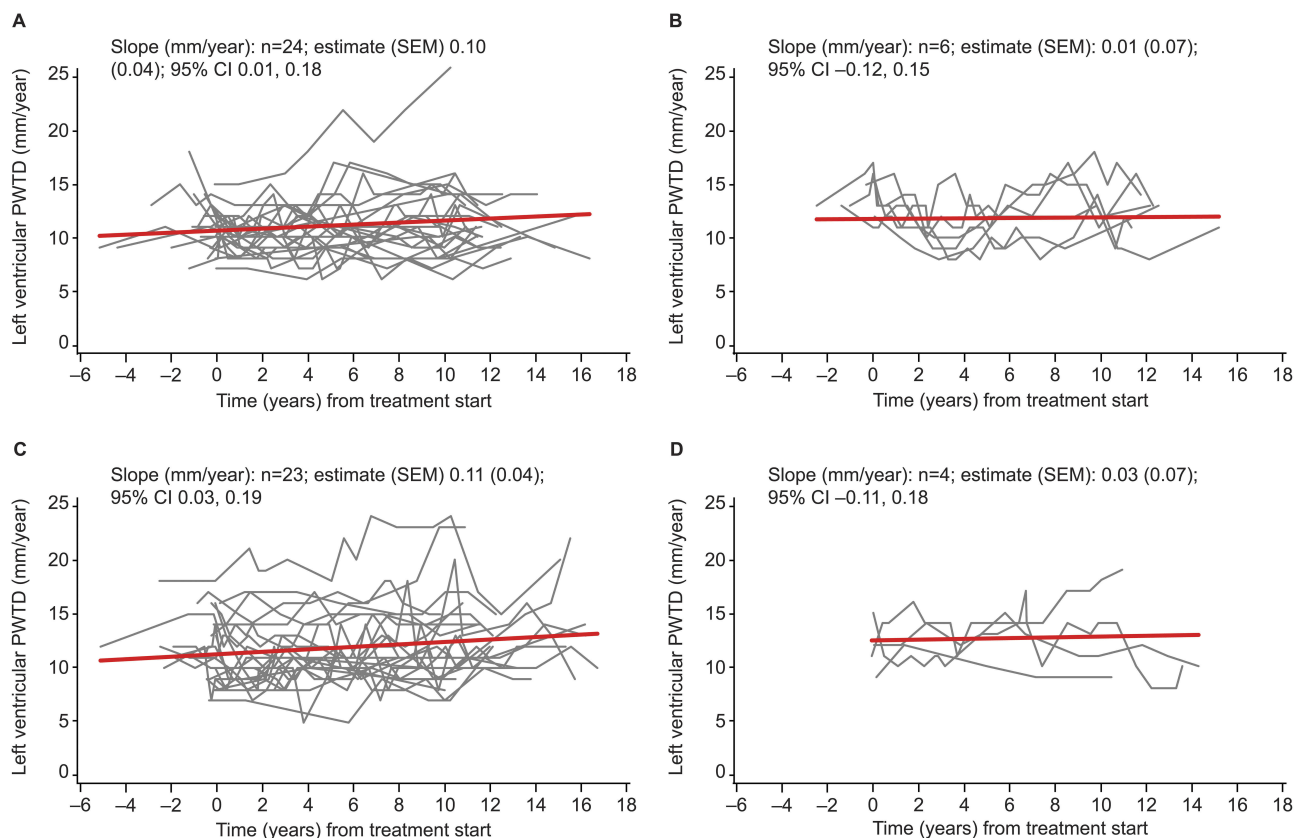 A
Slope (mm/year): n=24; estimate (SEM) 0.10
(0.04); 95% CI 0.01, 0.18
Left ventricular PWTD (mm/year)
25
20
15
10
5
0
–6 –4 –2 0 2 4 6 8 10 12 14 16 18
Time (years) from treatment start
B
Slope (mm/year): n=6; estimate (SEM): 0.01 (0.07);
95% CI –0.12, 0.15
Left ventricular PWTD (mm/year)
25
20
15
10
5
0
–6 –4 –2 0 2 4 6 8 10 12 14 16 18
Time (years) from treatment start
C
Slope (mm/year): n=23; estimate (SEM) 0.11 (0.04);
95% CI 0.03, 0.19
Left ventricular PWTD (mm/year)
25
20
15
10
5
0
–6 –4 –2 0 2 4 6 8 10 12 14 16 18
Time (years) from treatment start
D
Slope (mm/year): n=4; estimate (SEM): 0.03 (0.07);
95% CI –0.11, 0.18
Left ventricular PWTD (mm/year)
25
20
15
10
5
0
–6 –4 –2 0 2 4 6 8 10 12 14 16 18
Time (years) from treatment start